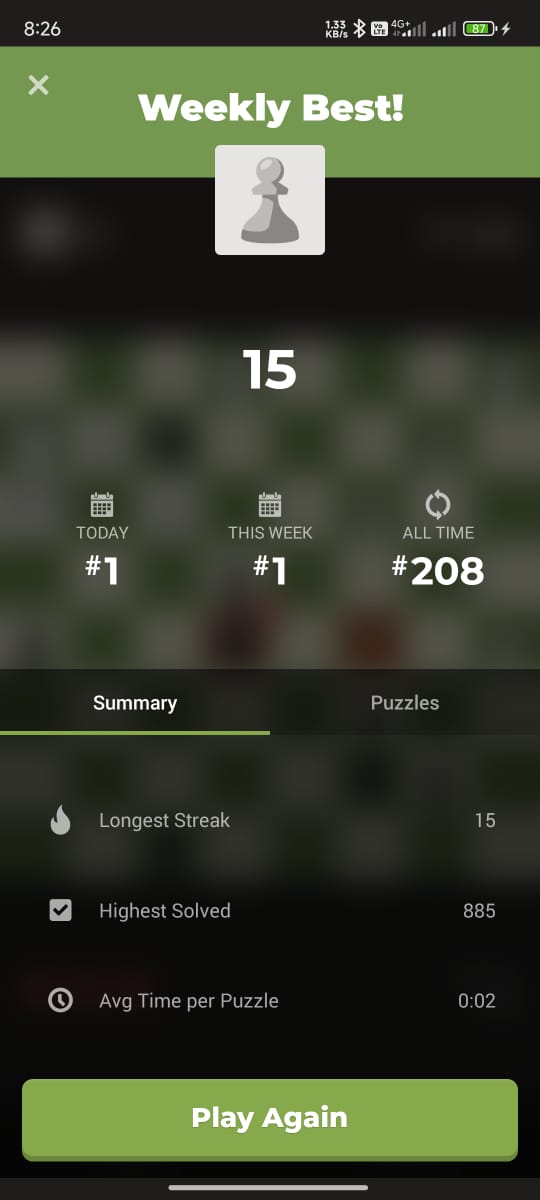 8:26
1.33
KB/s
Vo
LTE
4G+
87
Weekly Best!
15
TODAY
#1
THIS WEEK
#1
ALL TIME
#208
Summary
Puzzles
Longest Streak 15
Highest Solved 885
Avg Time per Puzzle 0:02
Play Again